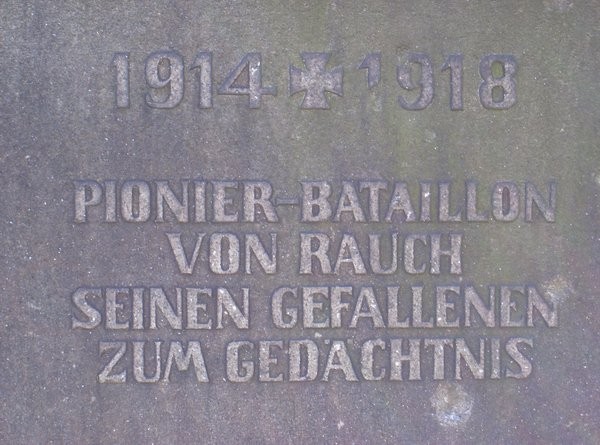 1914 ✠ 1918
PIONIER-BATAILLON
VON RAUCH
SEINEN GEFALLENEN
ZUM GEDÄCHTNIS